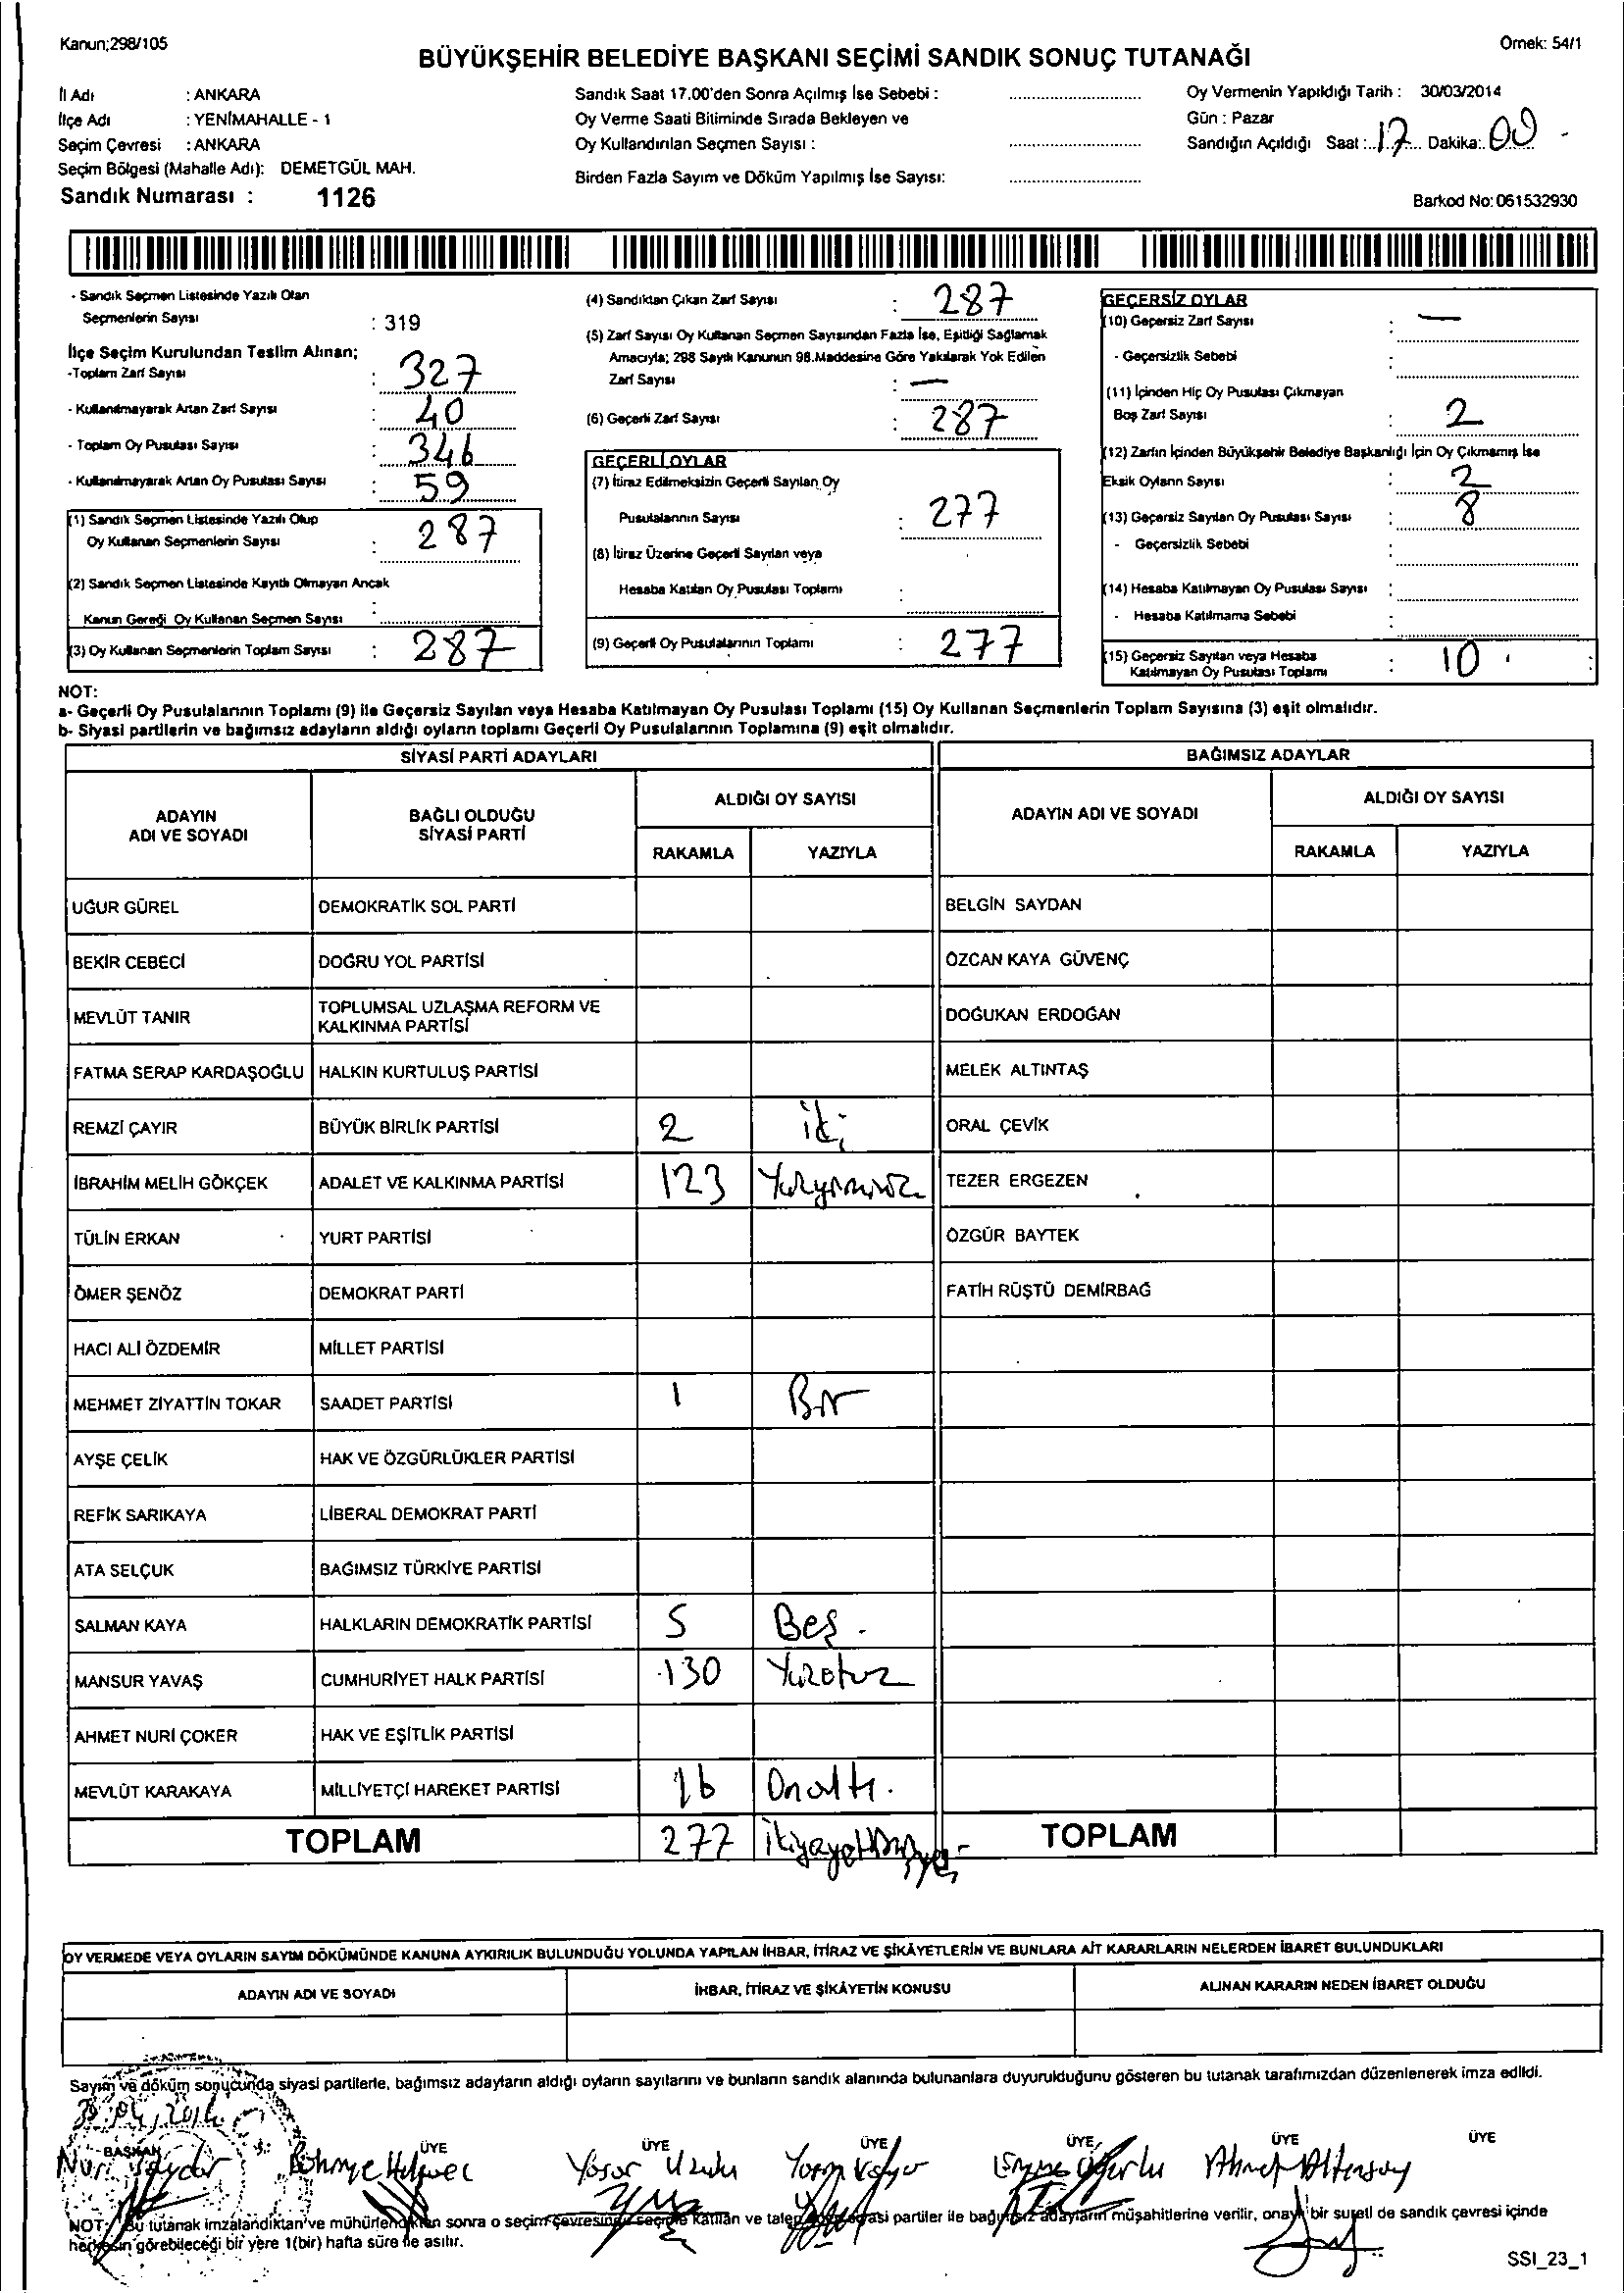 Kanun;298/105
Örnek: 54/1
BÜYÜKŞEHİR BELEDİYE BAŞKANI SEÇİMİ SANDIK SONUÇ TUTANAĞI
İl Adı : ANKARA
İlçe Adı : YENİMAHALLE - 1
Seçim Çevresi : ANKARA
Seçim Bölgesi (Mahalle Adı): DEMETGÜL MAH.
Sandık Numarası : 1126
Sandık Saat 17.00'den Sonra Açılmış İse Sebebi :
Oy Verme Saati Bitiminde Sırada Bekleyen ve
Oy Kullandırılan Seçmen Sayısı :
Birden Fazla Sayım ve Döküm Yapılmış İse Sayısı:
Oy Vermenin Yapıldığı Tarih : 30/03/2014
Gün : Pazar
Sandığın Açıldığı Saat : 17 Dakika: 00
Barkod No: 061532930
- Sandık Seçmen Listesinde Yazılı Olan
Seçmenlerin Sayısı : 319
İlçe Seçim Kurulundan Teslim Alınan;
-Toplam Zarf Sayısı : 327
- Kullanılmayarak Artan Zarf Sayısı : 40
- Toplam Oy Pusulası Sayısı : 346
- Kullanılmayarak Artan Oy Pusulası Sayısı : 59
(1) Sandık Seçmen Listesinde Yazılı Olup
Oy Kullanan Seçmenlerin Sayısı : 287
(2) Sandık Seçmen Listesinde Kayıtlı Olmayan Ancak
Kanun Gereği Oy Kullanan Seçmen Sayısı :
(3) Oy Kullanan Seçmenlerin Toplam Sayısı : 287
(4) Sandıktan Çıkan Zarf Sayısı : 287
(5) Zarf Sayısı Oy Kullanan Seçmen Sayısından Fazla İse, Eşitliği Sağlamak
Amacıyla; 298 Sayılı Kanunun 98.Maddesine Göre Yakılarak Yok Edilen
Zarf Sayısı : —
(6) Geçerli Zarf Sayısı : 287
GEÇERLİ OYLAR
(7) İtiraz Edilmeksizin Geçerli Sayılan Oy
Pusulalarının Sayısı : 277
(8) İtiraz Üzerine Geçerli Sayılan veya
Hesaba Katılan Oy Pusulası Toplamı :
(9) Geçerli Oy Pusulalarının Toplamı : 277
GEÇERSİZ OYLAR
(10) Geçersiz Zarf Sayısı : —
- Geçersizlik Sebebi :
(11) İçinden Hiç Oy Pusulası Çıkmayan
Boş Zarf Sayısı : 2
(12) Zarfın İçinden Büyükşehir Belediye Başkanlığı İçin Oy Çıkmamış İse
Eksik Oyların Sayısı : 2
(13) Geçersiz Sayılan Oy Pusulası Sayısı : 8
- Geçersizlik Sebebi :
(14) Hesaba Katılmayan Oy Pusulası Sayısı :
- Hesaba Katılmama Sebebi :
(15) Geçersiz Sayılan veya Hesaba
Katılmayan Oy Pusulası Toplamı : 10
NOT:
a- Geçerli Oy Pusulalarının Toplamı (9) ile Geçersiz Sayılan veya Hesaba Katılmayan Oy Pusulası Toplamı (15) Oy Kullanan Seçmenlerin Toplam Sayısına (3) eşit olmalıdır.
b- Siyasi partilerin ve bağımsız adayların aldığı oyların toplamı Geçerli Oy Pusulalarının Toplamına (9) eşit olmalıdır.
SİYASİ PARTİ ADAYLARI
BAĞIMSIZ ADAYLAR
ADAYIN ADI VE SOYADI
BAĞLI OLDUĞU SİYASİ PARTİ
ALDIĞI OY SAYISI
RAKAMLA YAZIYLA
ADAYIN ADI VE SOYADI
ALDIĞI OY SAYISI
RAKAMLA YAZIYLA
UĞUR GÜREL DEMOKRATİK SOL PARTİ BELGİN SAYDAN
BEKİR CEBECİ DOĞRU YOL PARTİSİ ÖZCAN KAYA GÜVENÇ
MEVLÜT TANIR TOPLUMSAL UZLAŞMA REFORM VE KALKINMA PARTİSİ DOĞUKAN ERDOĞAN
FATMA SERAP KARDAŞOĞLU HALKIN KURTULUŞ PARTİSİ MELEK ALTINTAŞ
REMZİ ÇAYIR BÜYÜK BİRLİK PARTİSİ 2 iki ORAL ÇEVİK
İBRAHİM MELİH GÖKÇEK ADALET VE KALKINMA PARTİSİ 123 TEZER ERGEZEN
TÜLİN ERKAN YURT PARTİSİ ÖZGÜR BAYTEK
ÖMER ŞENÖZ DEMOKRAT PARTİ FATİH RÜŞTÜ DEMİRBAĞ
HACI ALİ ÖZDEMİR MİLLET PARTİSİ
MEHMET ZİYATTİN TOKAR SAADET PARTİSİ 1 Bir
AYŞE ÇELİK HAK VE ÖZGÜRLÜKLER PARTİSİ
REFİK SARIKAYA LİBERAL DEMOKRAT PARTİ
ATA SELÇUK BAĞIMSIZ TÜRKİYE PARTİSİ
SALMAN KAYA HALKLARIN DEMOKRATİK PARTİSİ 5 Beş.
MANSUR YAVAŞ CUMHURİYET HALK PARTİSİ 130 Yüzotuz
AHMET NURİ ÇOKER HAK VE EŞİTLİK PARTİSİ
MEVLÜT KARAKAYA MİLLİYETÇİ HAREKET PARTİSİ 16 Onaltı.
TOPLAM 277 TOPLAM
OY VERMEDE VEYA OYLARIN SAYIM DÖKÜMÜNDE KANUNA AYKIRILIK BULUNDUĞU YOLUNDA YAPILAN İHBAR, İTİRAZ VE ŞİKÂYETLERİN VE BUNLARA AİT KARARLARIN NELERDEN İBARET BULUNDUKLARI
ADAYIN ADI VE SOYADI İHBAR, İTİRAZ VE ŞİKÂYETİN KONUSU ALINAN KARARIN NEDEN İBARET OLDUĞU
Sayım ve döküm sonucunda siyasi partilerle, bağımsız adayların aldığı oyların sayılarını ve bunların sandık alanında bulunanlara duyurulduğunu gösteren bu tutanak tarafımızdan düzenlenerek imza edildi.
BAŞKAN ÜYE ÜYE ÜYE ÜYE ÜYE ÜYE
Nuri Yaşar
NOT: Bu tutanak imzalandıktan ve mühürlendikten sonra o seçim çevresinde seçime katılan ve talep eden siyasi partiler ile bağımsız adayların müşahitlerine verilir, onaylı bir sureti de sandık çevresi içinde
herkesin görebileceği bir yere 1(bir) hafta süre ile asılır.
SSI_23_1